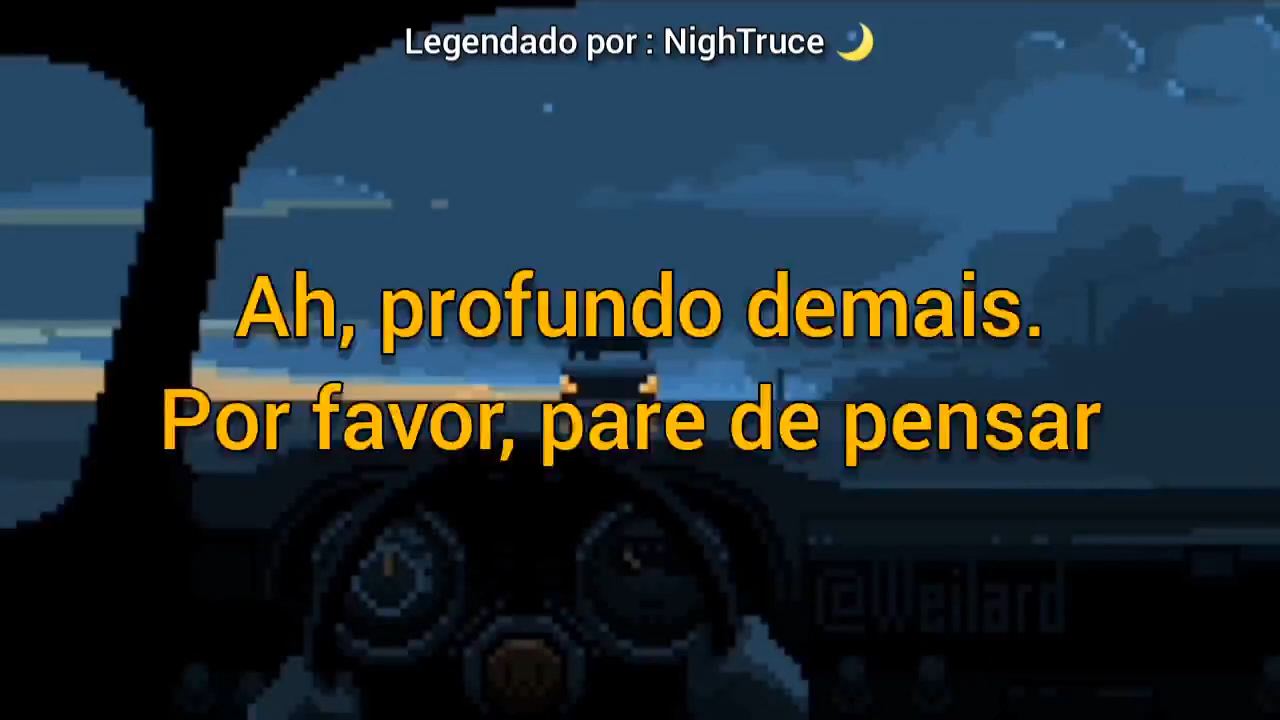 Legendado por : NighTruce 🌙
Ah, profundo demais.
Por favor, pare de pensar
@Weilard